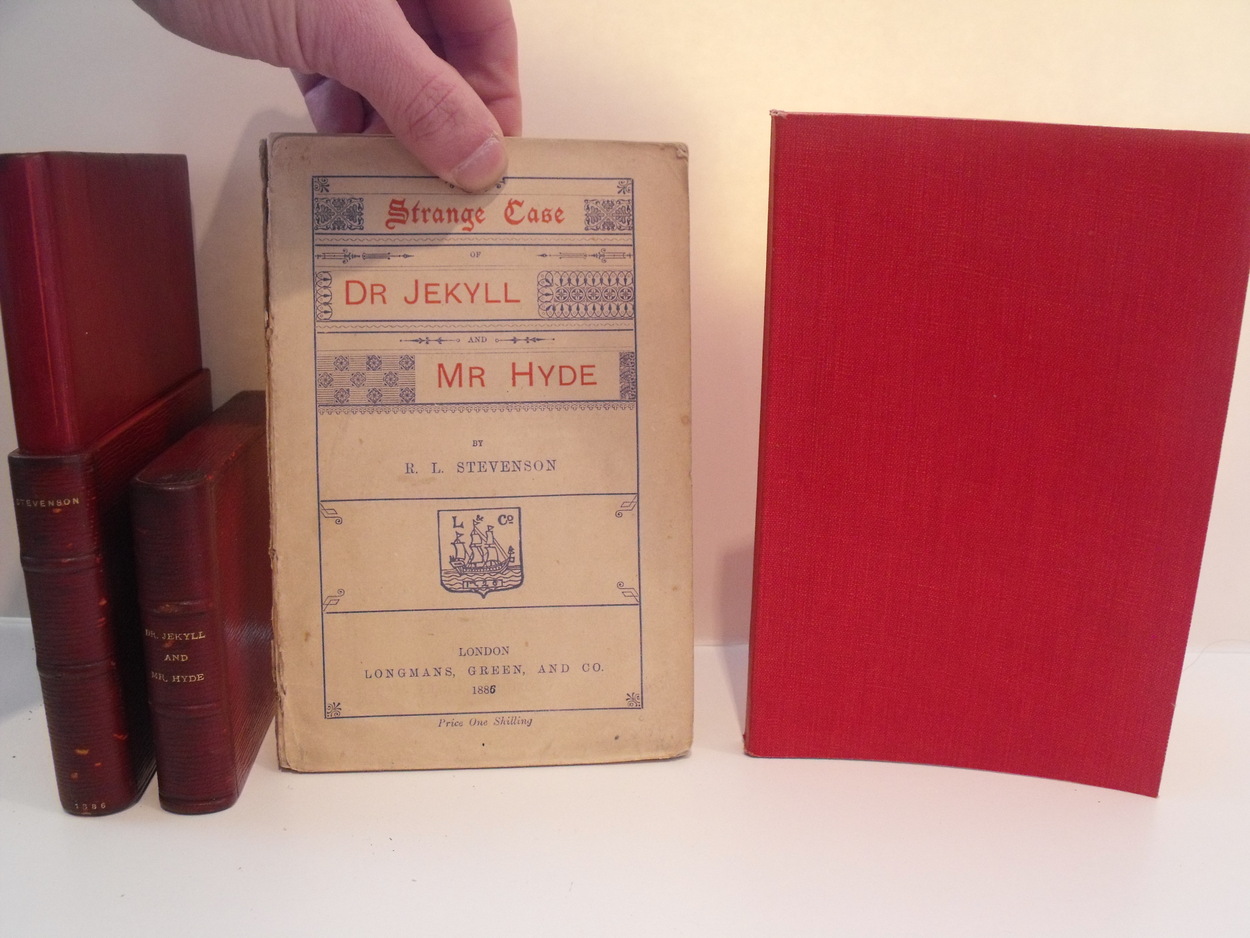 STEVENSON
1886
DR. JEKYLL
AND
MR. HYDE
Strange Case
OF
DR JEKYLL
AND
MR HYDE
BY
R. L. STEVENSON
L Co
LONDON
LONGMANS, GREEN, AND CO.
1886
Price One Shilling